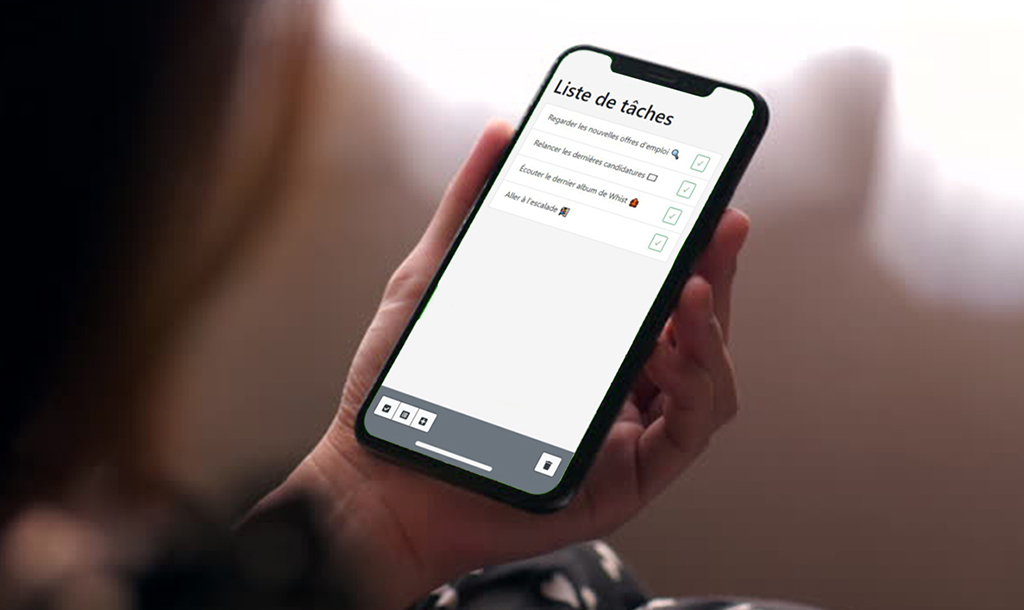 Liste de tâches
Regarder les nouvelles offres d'emploi
Relancer les dernières candidatures
Écouter le dernier album de Whist
Aller à l'escalade